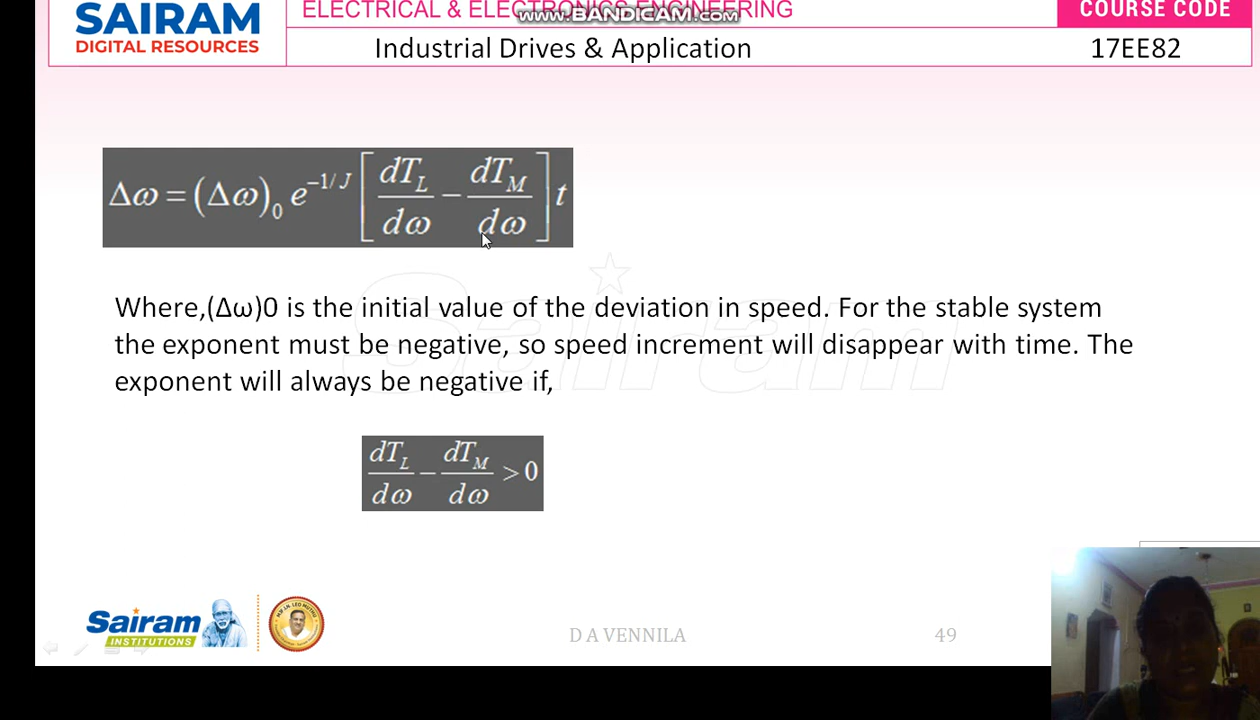 SAIRAM
DIGITAL RESOURCES
ELECTRICAL & ELECTRONICS ENGINEERING
www.BANDICAM.com
COURSE CODE
Industrial Drives & Application
17EE82
Δω = (Δω)₀ e^{-1/J} [dT_L/dω − dT_M/dω] t
Where,(Δω)0 is the initial value of the deviation in speed. For the stable system
the exponent must be negative, so speed increment will disappear with time. The
exponent will always be negative if,
dT_L/dω − dT_M/dω > 0
Sairam
Sairam
INSTITUTIONS
D A VENNILA
49